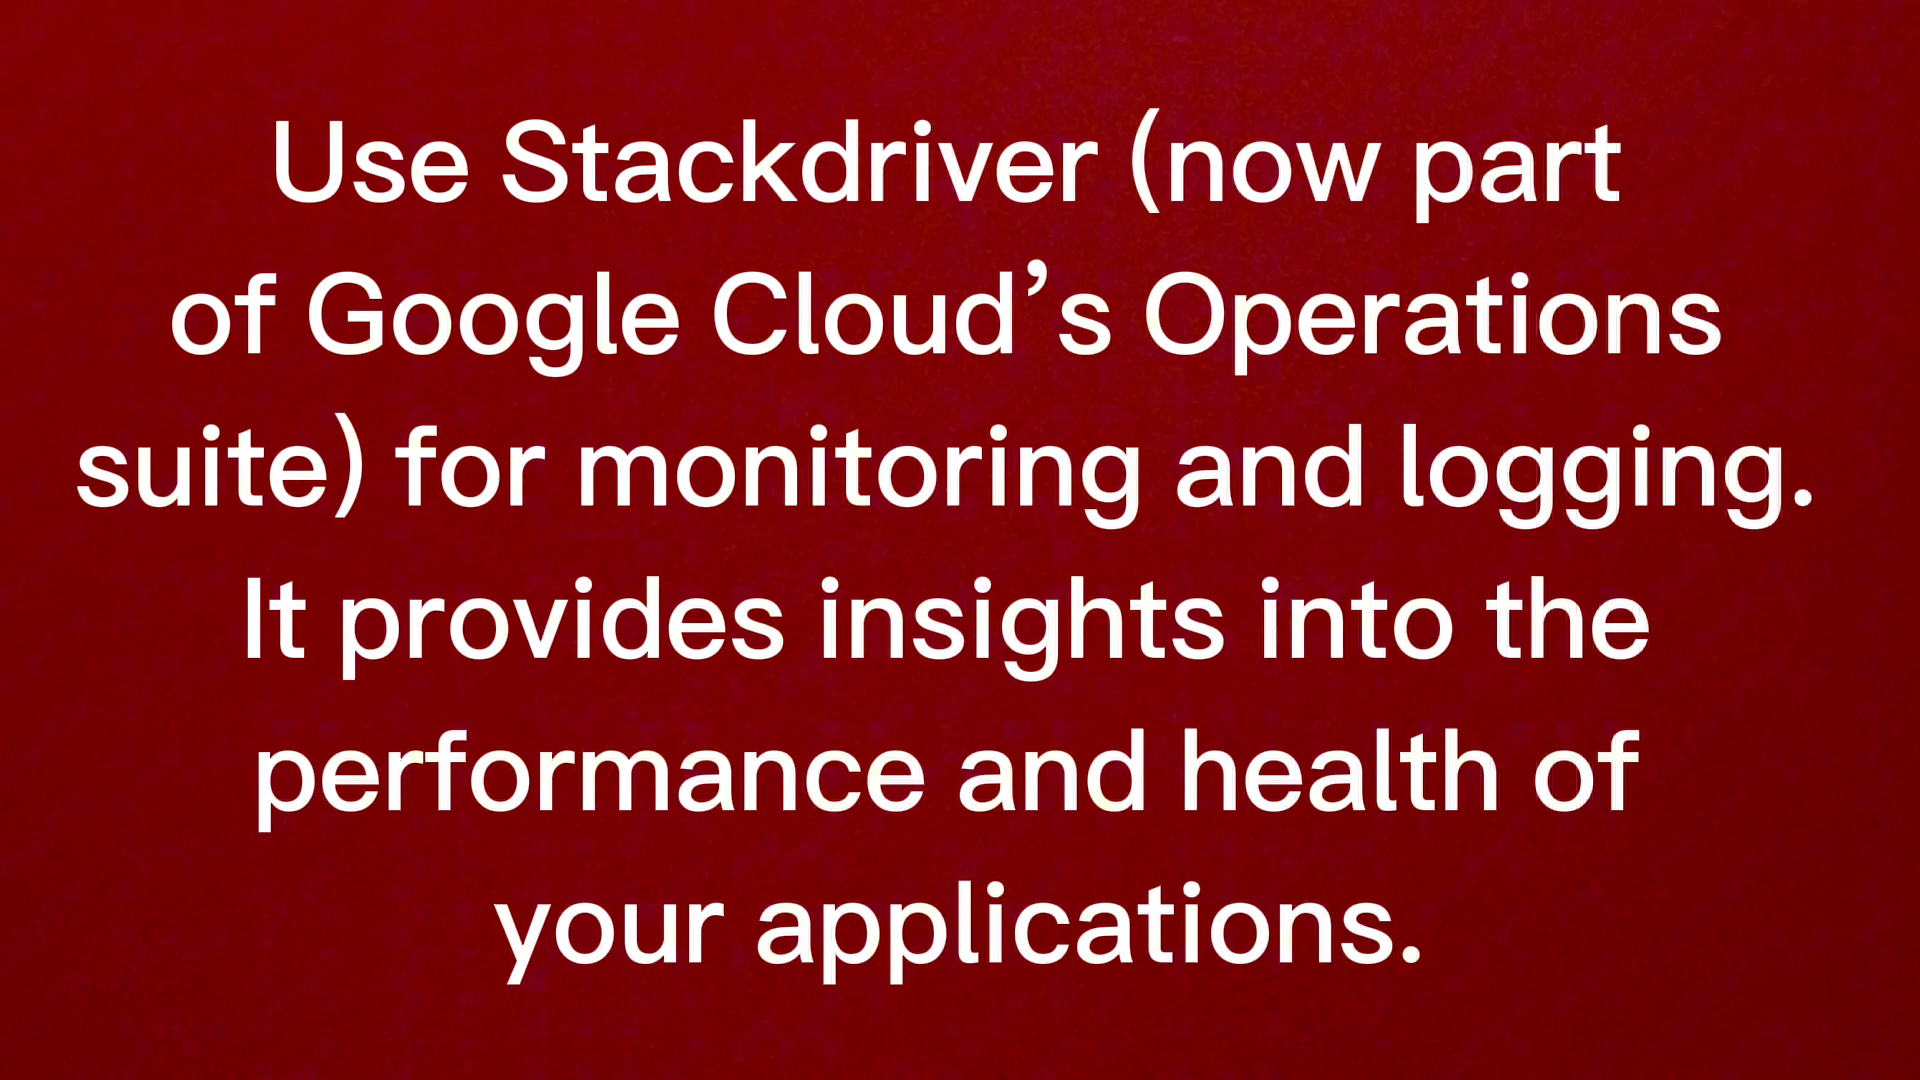 Use Stackdriver (now part
of Google Cloud’s Operations
suite) for monitoring and logging.
It provides insights into the
performance and health of
your applications.